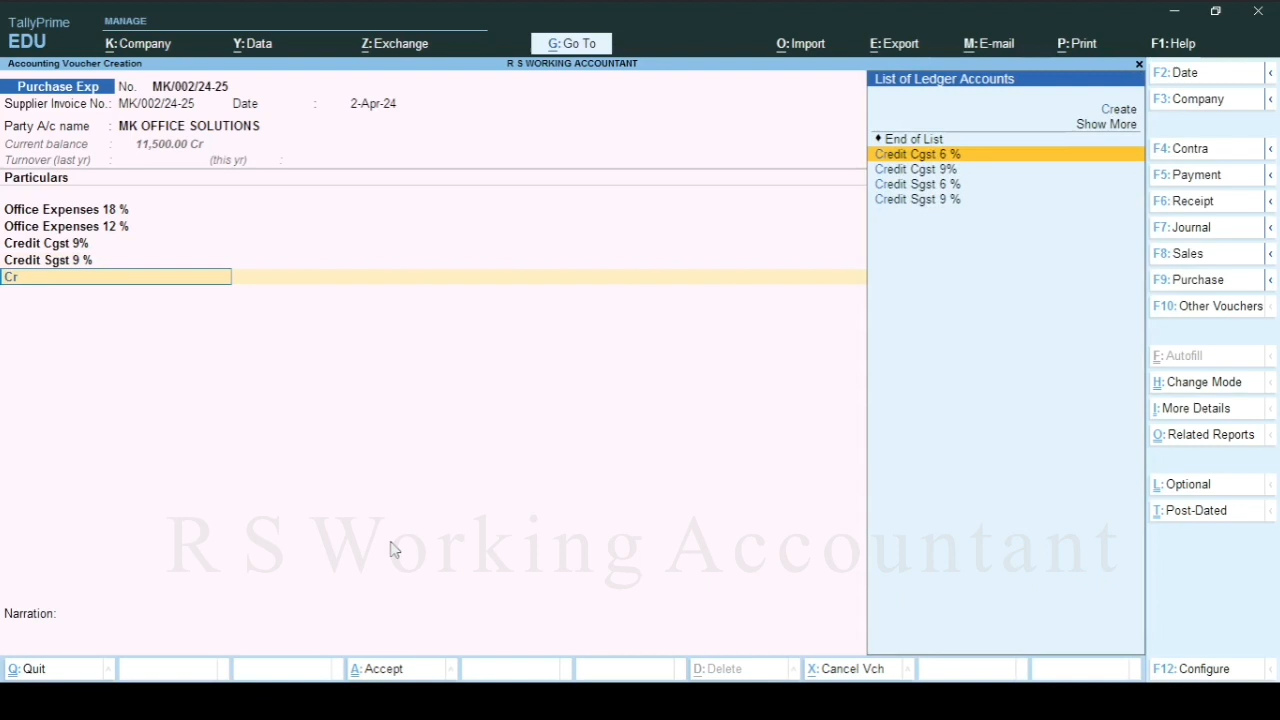 TallyPrime
EDU
MANAGE
K: Company Y: Data Z: Exchange G: Go To O: Import E: Export M: E-mail P: Print F1: Help
Accounting Voucher Creation R S WORKING ACCOUNTANT
Purchase Exp No. MK/002/24-25
Supplier Invoice No.: MK/002/24-25 Date : 2-Apr-24
Party A/c name : MK OFFICE SOLUTIONS
Current balance : 11,500.00 Cr
Turnover (last yr) : (this yr) :
Particulars
Office Expenses 18 %
Office Expenses 12 %
Credit Cgst 9%
Credit Sgst 9 %
Cr
Narration:
List of Ledger Accounts
Create
Show More
♦ End of List
Credit Cgst 6 %
Credit Cgst 9%
Credit Sgst 6 %
Credit Sgst 9 %
F2: Date
F3: Company
F4: Contra
F5: Payment
F6: Receipt
F7: Journal
F8: Sales
F9: Purchase
F10: Other Vouchers
F: Autofill
H: Change Mode
I: More Details
O: Related Reports
L: Optional
T: Post-Dated
R S Working Accountant
Q: Quit A: Accept D: Delete X: Cancel Vch F12: Configure